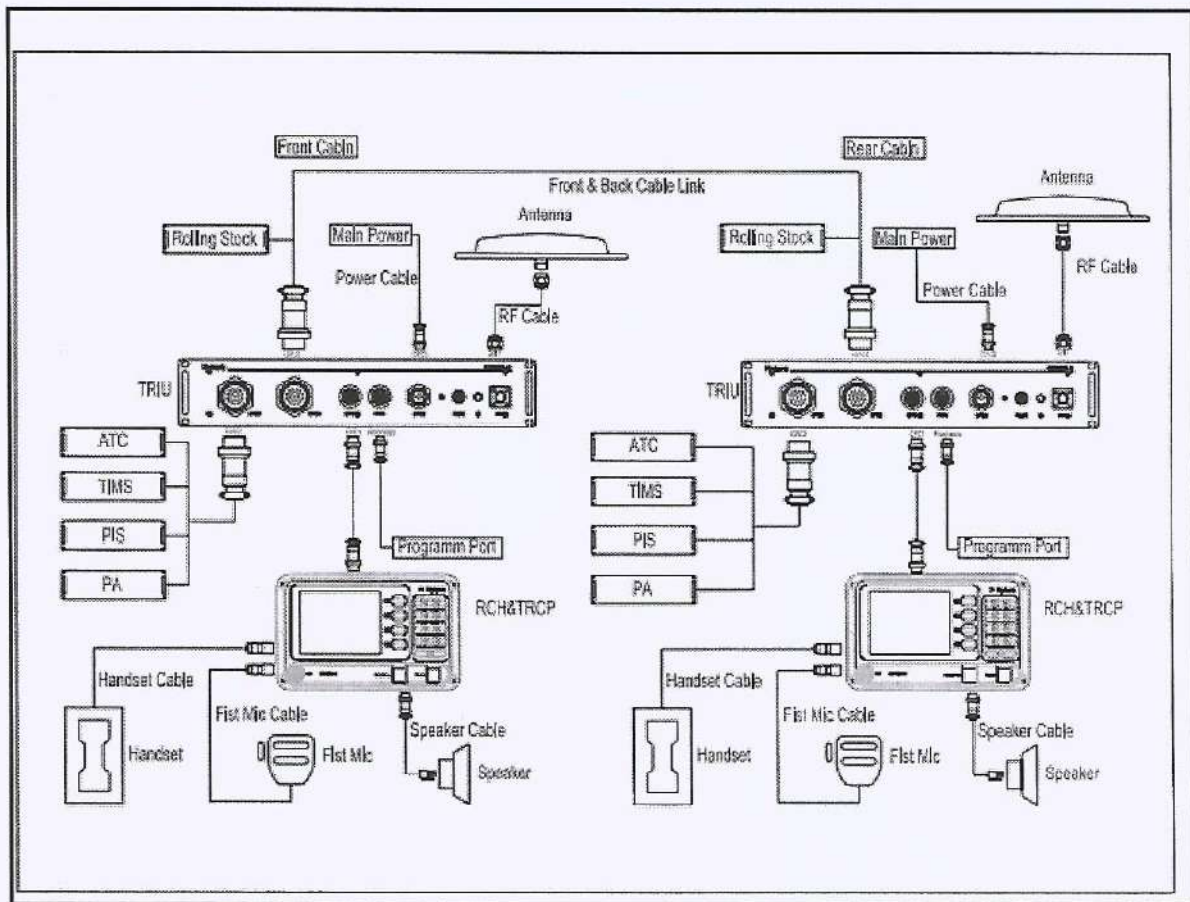 Front Cabin
Rear Cabin
Front & Back Cable Link
Antenna
Antenna
Rolling Stock
Main Power
Rolling Stock
Main Power
Power Cable
RF Cable
Power Cable
RF Cable
TRIU
TRIU
ATC
TIMS
PIS
PA
ATC
TIMS
PIS
PA
Programm Port
Programm Port
RCH&TRCP
RCH&TRCP
Handset Cable
Fist Mic Cable
Handset
Fist Mic
Speaker Cable
Speaker
Handset Cable
Fist Mic Cable
Handset
Fist Mic
Speaker Cable
Speaker